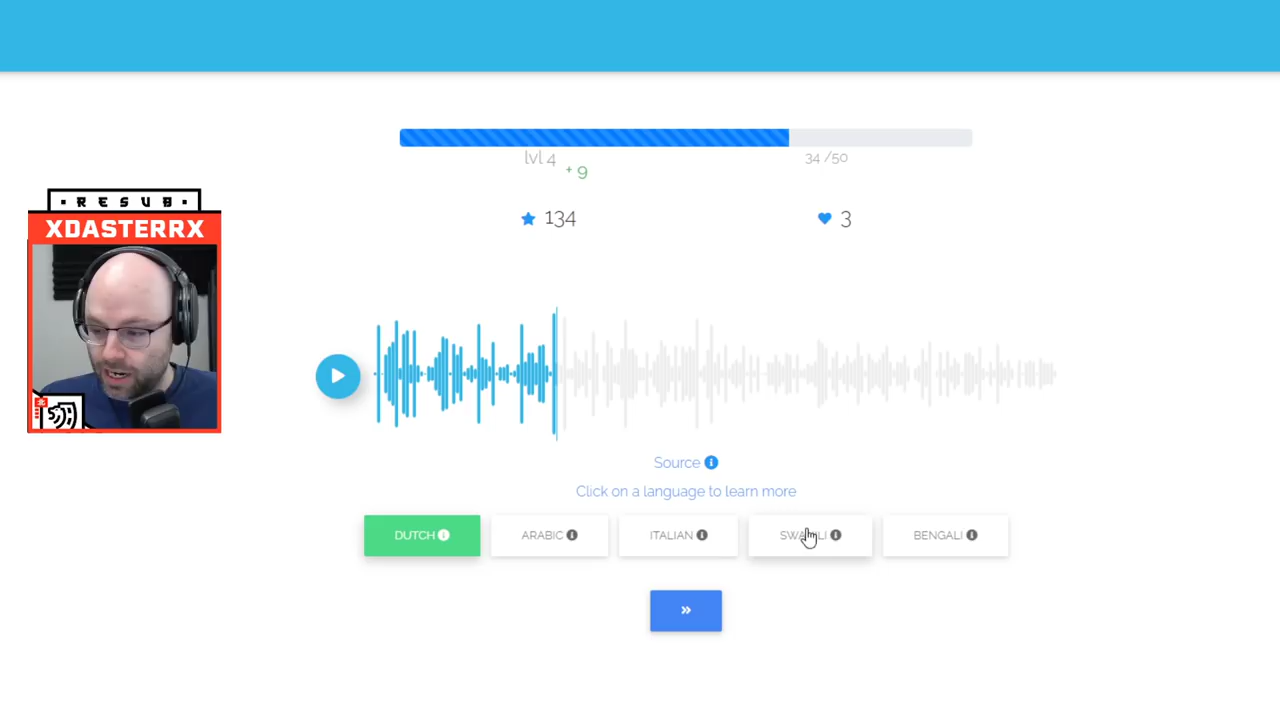 lvl 4
34 /50
+ 9
134
3
• R E S U B •
XDASTERRX
Source
Click on a language to learn more
DUTCH
ARABIC
ITALIAN
BENGALI
»